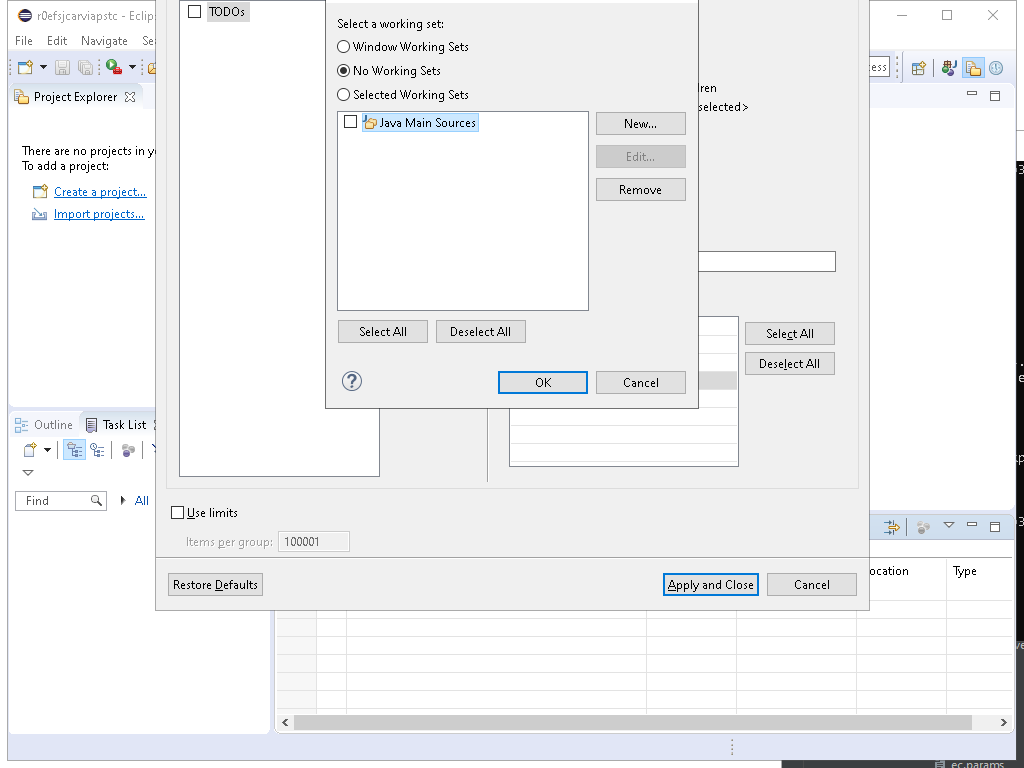 r0efsjcarviapstc - Eclip
File Edit Navigate Se
Project Explorer
There are no projects in y
To add a project:
Create a project...
Import projects...
Outline
Task List
Find
All
TODOs
Select a working set:
Window Working Sets
No Working Sets
Selected Working Sets
Java Main Sources
New...
Edit...
Remove
Select All
Deselect All
OK
Cancel
ess
ren
selected>
Select All
Deselect All
Use limits
Items per group: 100001
Restore Defaults
Apply and Close
Cancel
ocation
Type
ec.params